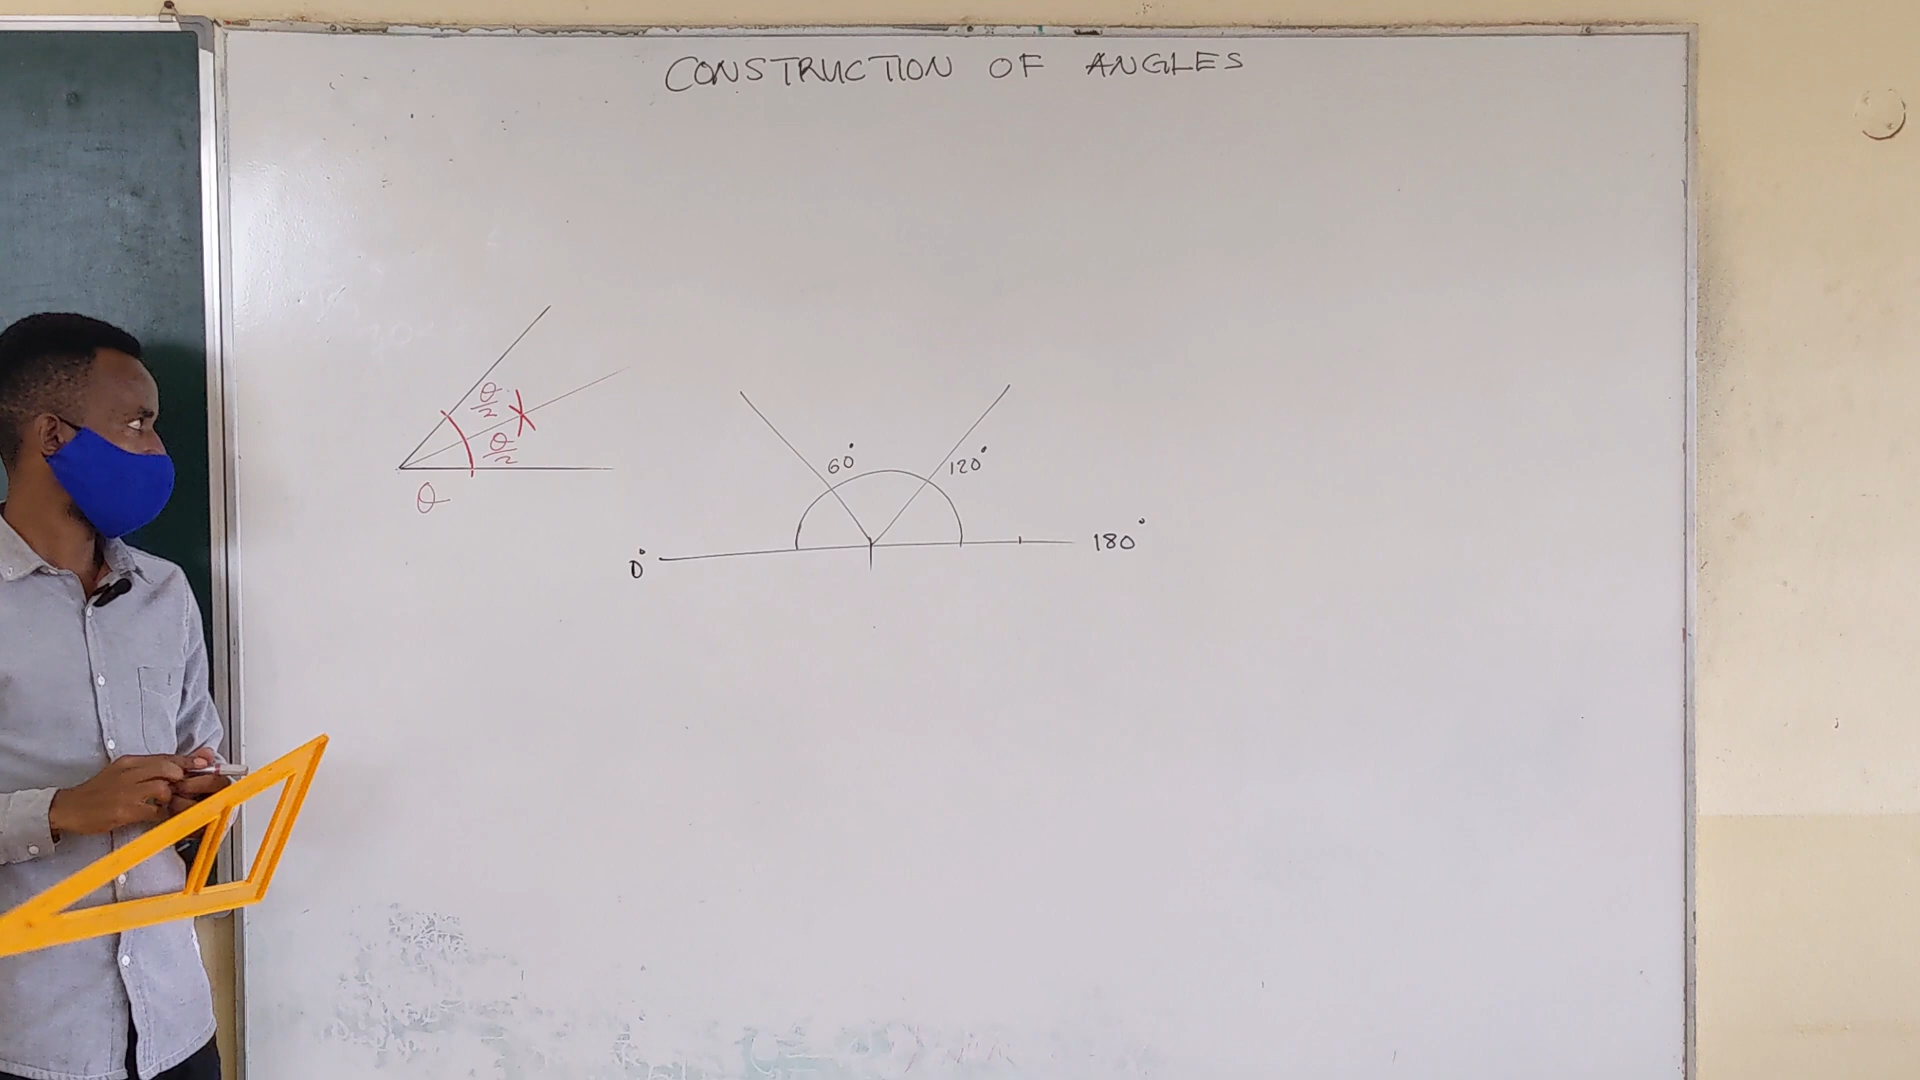 CONSTRUCTION OF ANGLES
θ/2
θ/2
θ
60°
120°
0°
180°